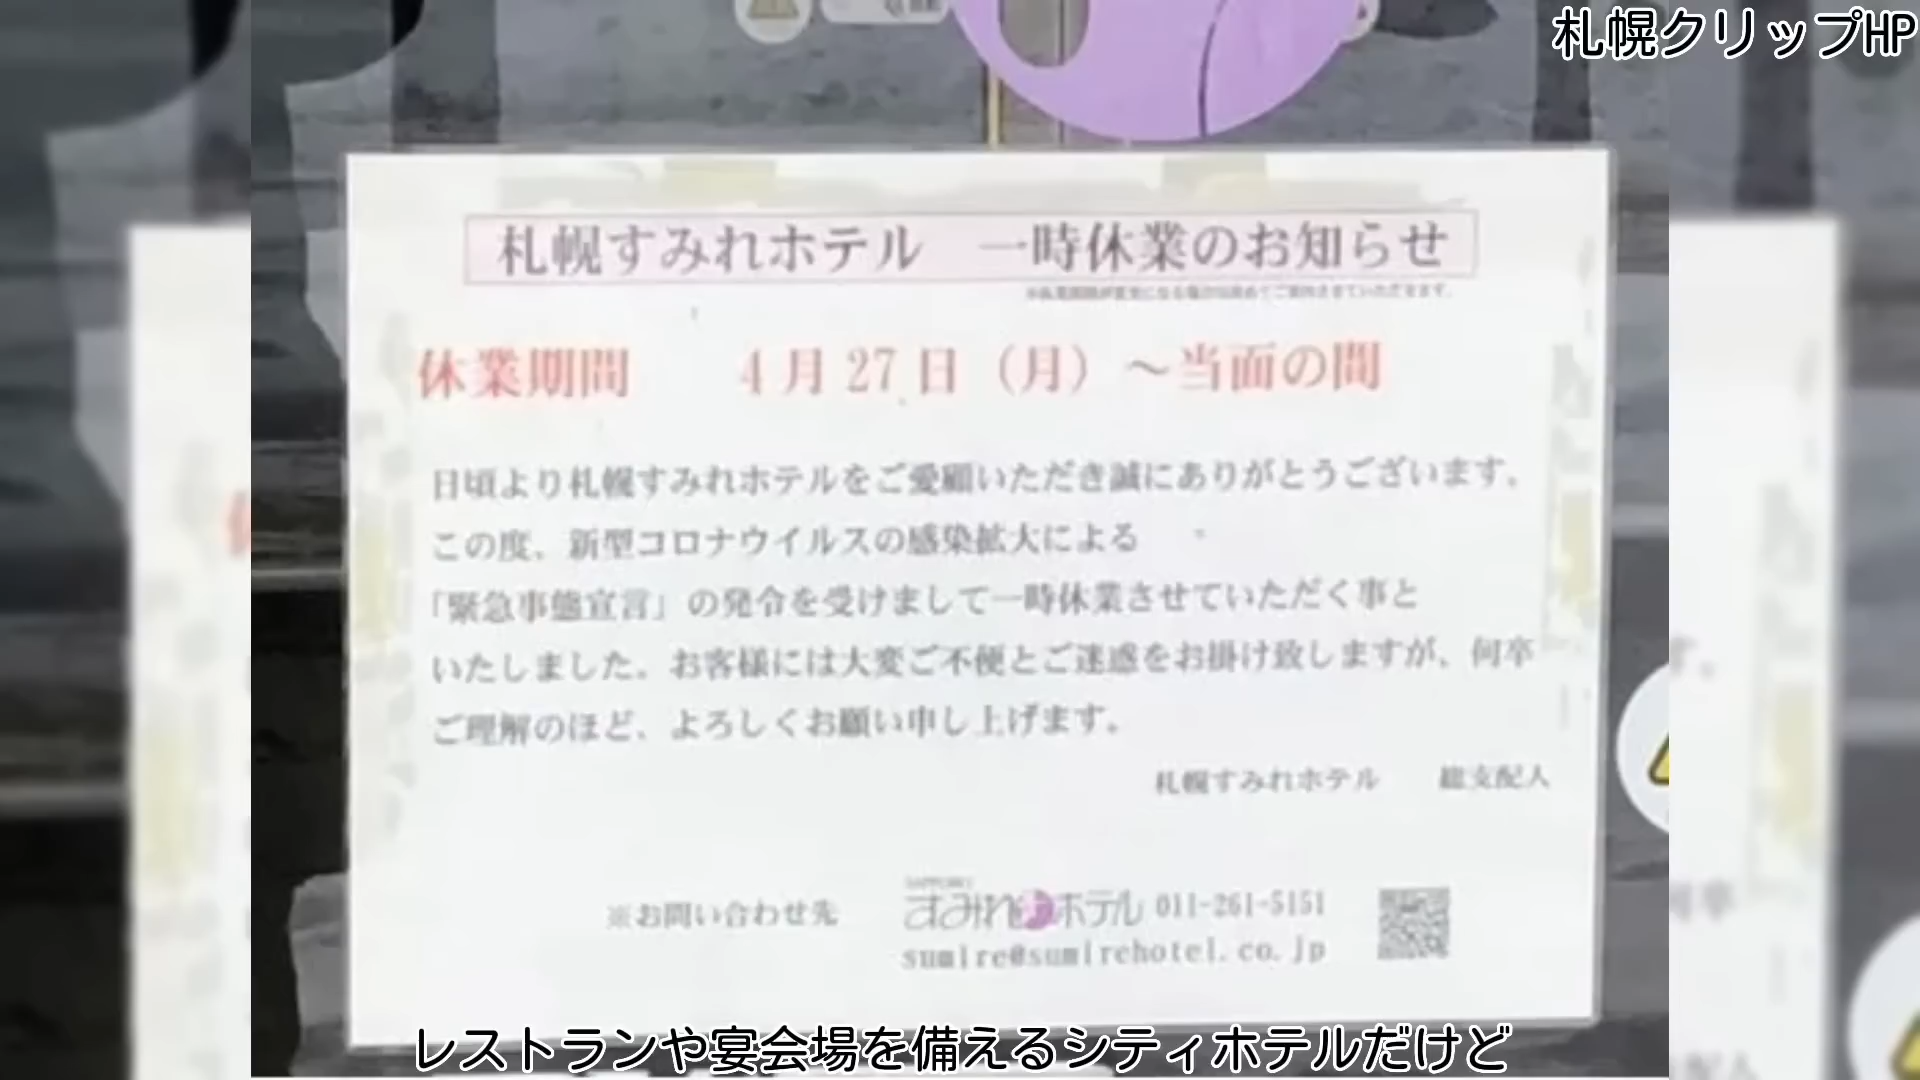 札幌クリップHP
札幌すみれホテル 一時休業のお知らせ
休業期間 4月27日（月）～当面の間
日頃より札幌すみれホテルをご愛顧いただき誠にありがとうございます。
この度、新型コロナウイルスの感染拡大による
「緊急事態宣言」の発令を受けまして一時休業させていただく事と
いたしました。お客様には大変ご不便とご迷惑をお掛け致しますが、何卒
ご理解のほど、よろしくお願い申し上げます。
札幌すみれホテル 総支配人
SAPPORO
※お問い合わせ先 すみれホテル 011-261-5151
sumire@sumirehotel.co.jp
レストランや宴会場を備えるシティホテルだけど